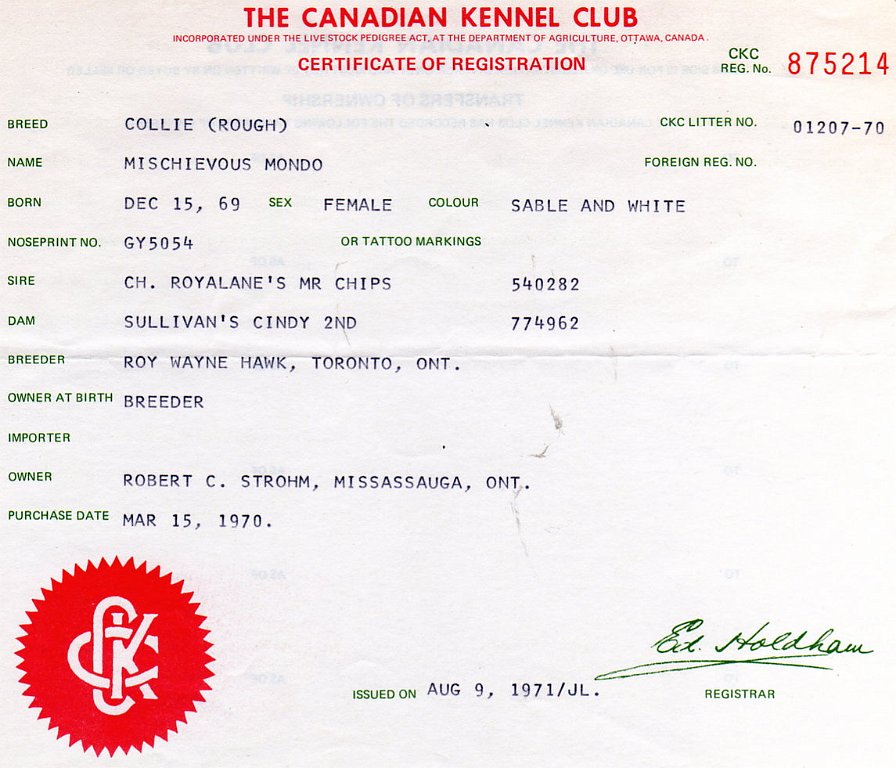 THE CANADIAN KENNEL CLUB
INCORPORATED UNDER THE LIVE STOCK PEDIGREE ACT, AT THE DEPARTMENT OF AGRICULTURE, OTTAWA, CANADA.
CERTIFICATE OF REGISTRATION
CKC REG. No. 875214
BREED COLLIE (ROUGH) CKC LITTER NO. 01207-70
NAME MISCHIEVOUS MONDO FOREIGN REG. NO.
BORN DEC 15, 69 SEX FEMALE COLOUR SABLE AND WHITE
NOSEPRINT NO. GY5054 OR TATTOO MARKINGS
SIRE CH. ROYALANE'S MR CHIPS 540282
DAM SULLIVAN'S CINDY 2ND 774962
BREEDER ROY WAYNE HAWK, TORONTO, ONT.
OWNER AT BIRTH BREEDER
IMPORTER
OWNER ROBERT C. STROHM, MISSASSAUGA, ONT.
PURCHASE DATE MAR 15, 1970.
CKC
Ed. Holdham
ISSUED ON AUG 9, 1971/JL. REGISTRAR